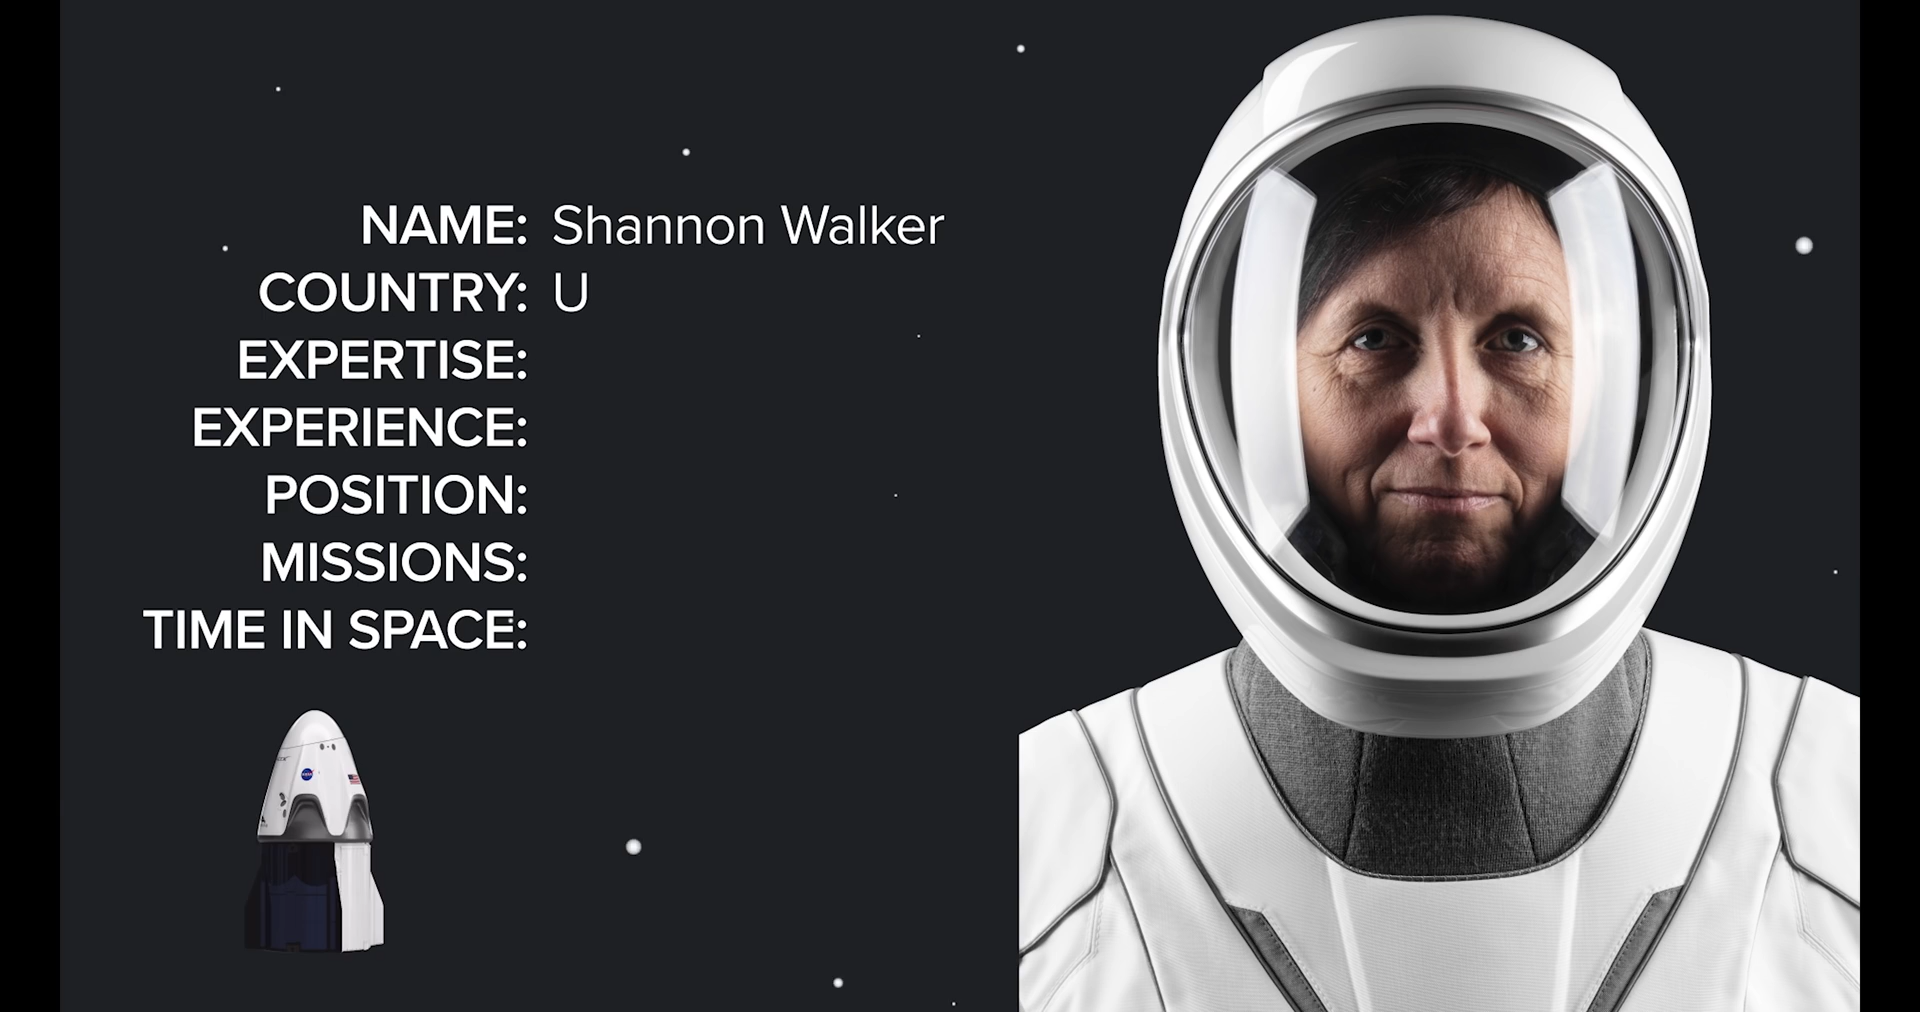 NAME: Shannon Walker
COUNTRY: U
EXPERTISE:
EXPERIENCE:
POSITION:
MISSIONS:
TIME IN SPACE: